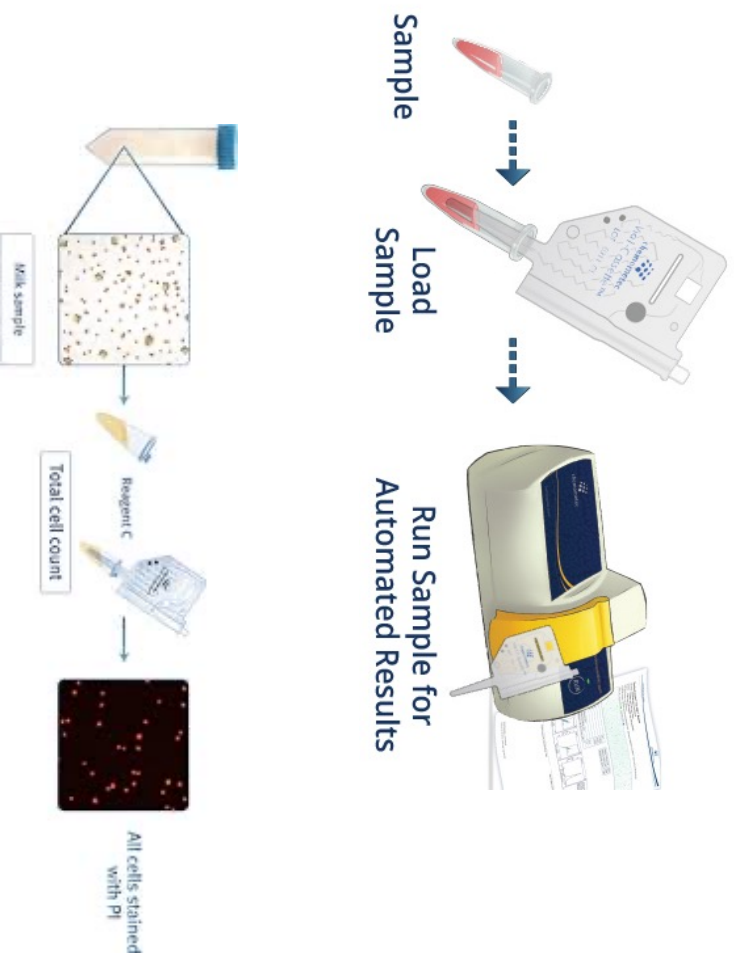 Sample
Load
Sample
Run Sample for
Automated Results
Milk sample
Reagent C
Total cell count
All cells stained
with PI